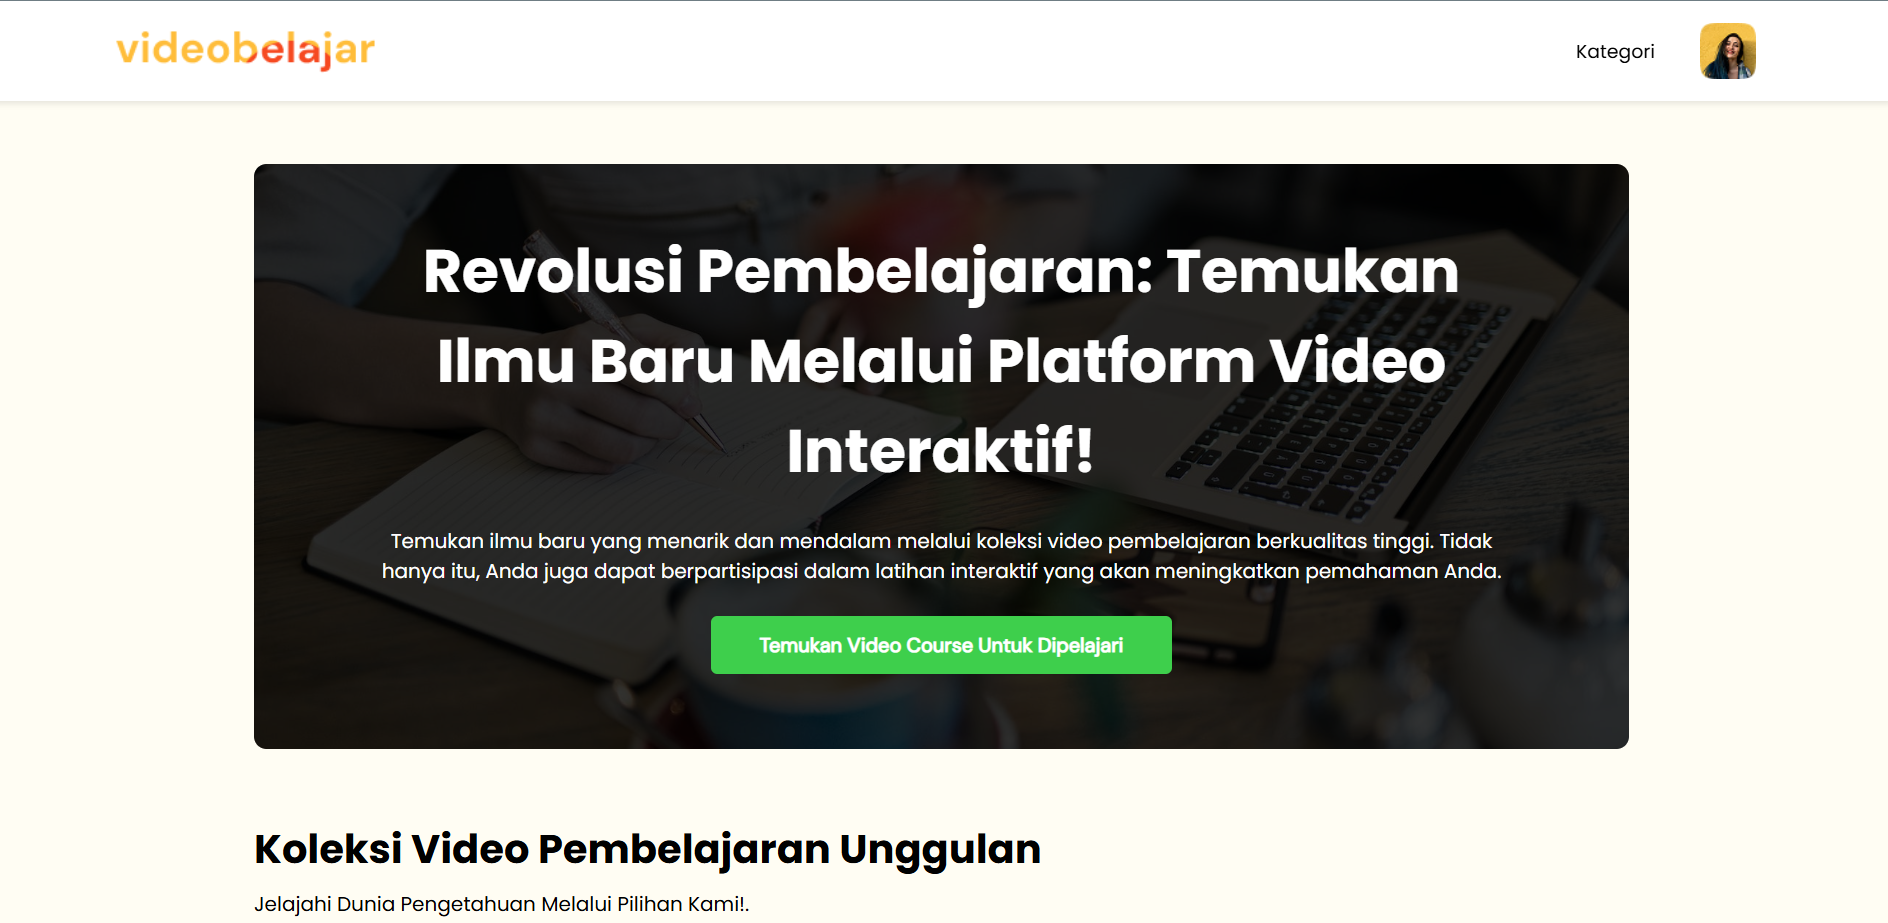 videobelajar
Kategori
Revolusi Pembelajaran: Temukan
Ilmu Baru Melalui Platform Video
Interaktif!
Temukan ilmu baru yang menarik dan mendalam melalui koleksi video pembelajaran berkualitas tinggi. Tidak
hanya itu, Anda juga dapat berpartisipasi dalam latihan interaktif yang akan meningkatkan pemahaman Anda.
Temukan Video Course Untuk Dipelajari
Koleksi Video Pembelajaran Unggulan
Jelajahi Dunia Pengetahuan Melalui Pilihan Kami!.